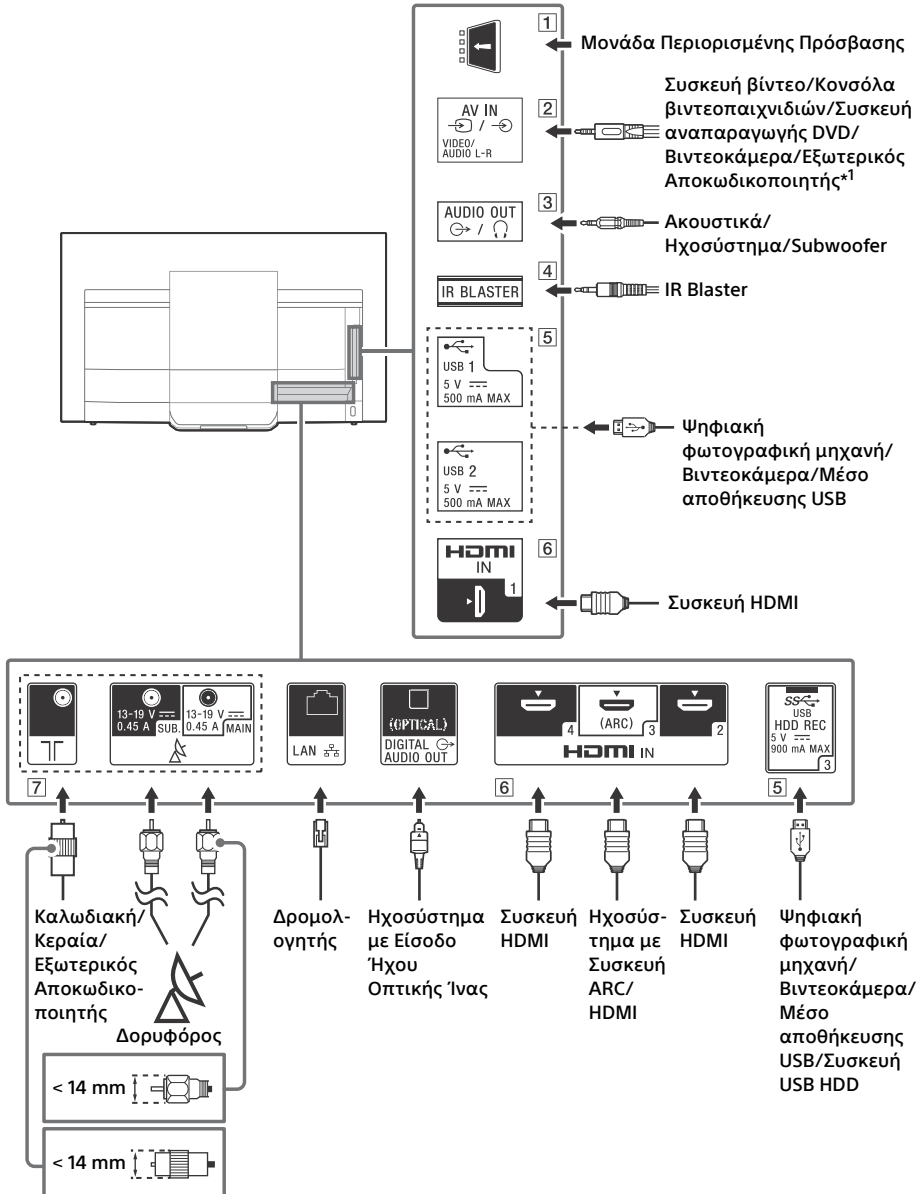 1
Μονάδα Περιορισμένης Πρόσβασης
2
AV IN
/
VIDEO/
AUDIO L-R
Συσκευή βίντεο/Κονσόλα
βιντεοπαιχνιδιών/Συσκευή
αναπαραγωγής DVD/
Βιντεοκάμερα/Εξωτερικός
Αποκωδικοποιητής*1
3
AUDIO OUT
/
Ακουστικά/
Ηχοσύστημα/Subwoofer
4
IR BLASTER
IR Blaster
5
USB 1
5 V
500 mA MAX
USB 2
5 V
500 mA MAX
Ψηφιακή
φωτογραφική μηχανή/
Βιντεοκάμερα/Μέσο
αποθήκευσης USB
6
HDMI
IN
1
Συσκευή HDMI
13-19 V
0.45 A
SUB.
13-19 V
0.45 A
MAIN
LAN
(OPTICAL)
DIGITAL
AUDIO OUT
4
(ARC)
3
2
HDMI IN
SS
USB
HDD REC
5 V
900 mA MAX
3
7
6
5
Καλωδιακή/
Κεραία/
Εξωτερικός
Αποκωδικο-
ποιητής
Δορυφόρος
Δρομολ-
ογητής
Ηχοσύστημα
με Είσοδο
Ήχου
Οπτικής Ίνας
Συσκευή
HDMI
Ηχοσύσ-
τημα με
Συσκευή
ARC/
HDMI
Συσκευή
HDMI
Ψηφιακή
φωτογραφική
μηχανή/
Βιντεοκάμερα/
Μέσο
αποθήκευσης
USB/Συσκευή
USB HDD
< 14 mm
< 14 mm